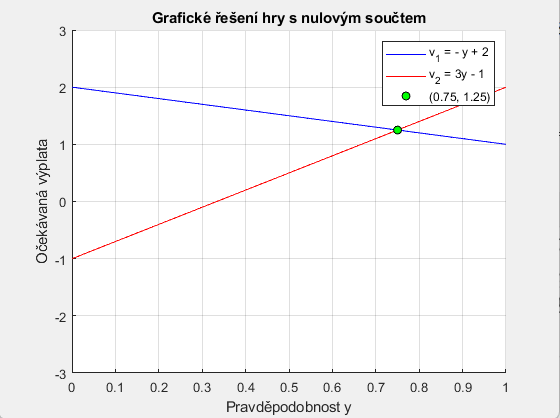 Grafické řešení hry s nulovým součtem
v1 = - y + 2
v2 = 3y - 1
(0.75, 1.25)
Očekávaná výplata
3
2
1
0
-1
-2
-3
0 0.1 0.2 0.3 0.4 0.5 0.6 0.7 0.8 0.9 1
Pravděpodobnost y